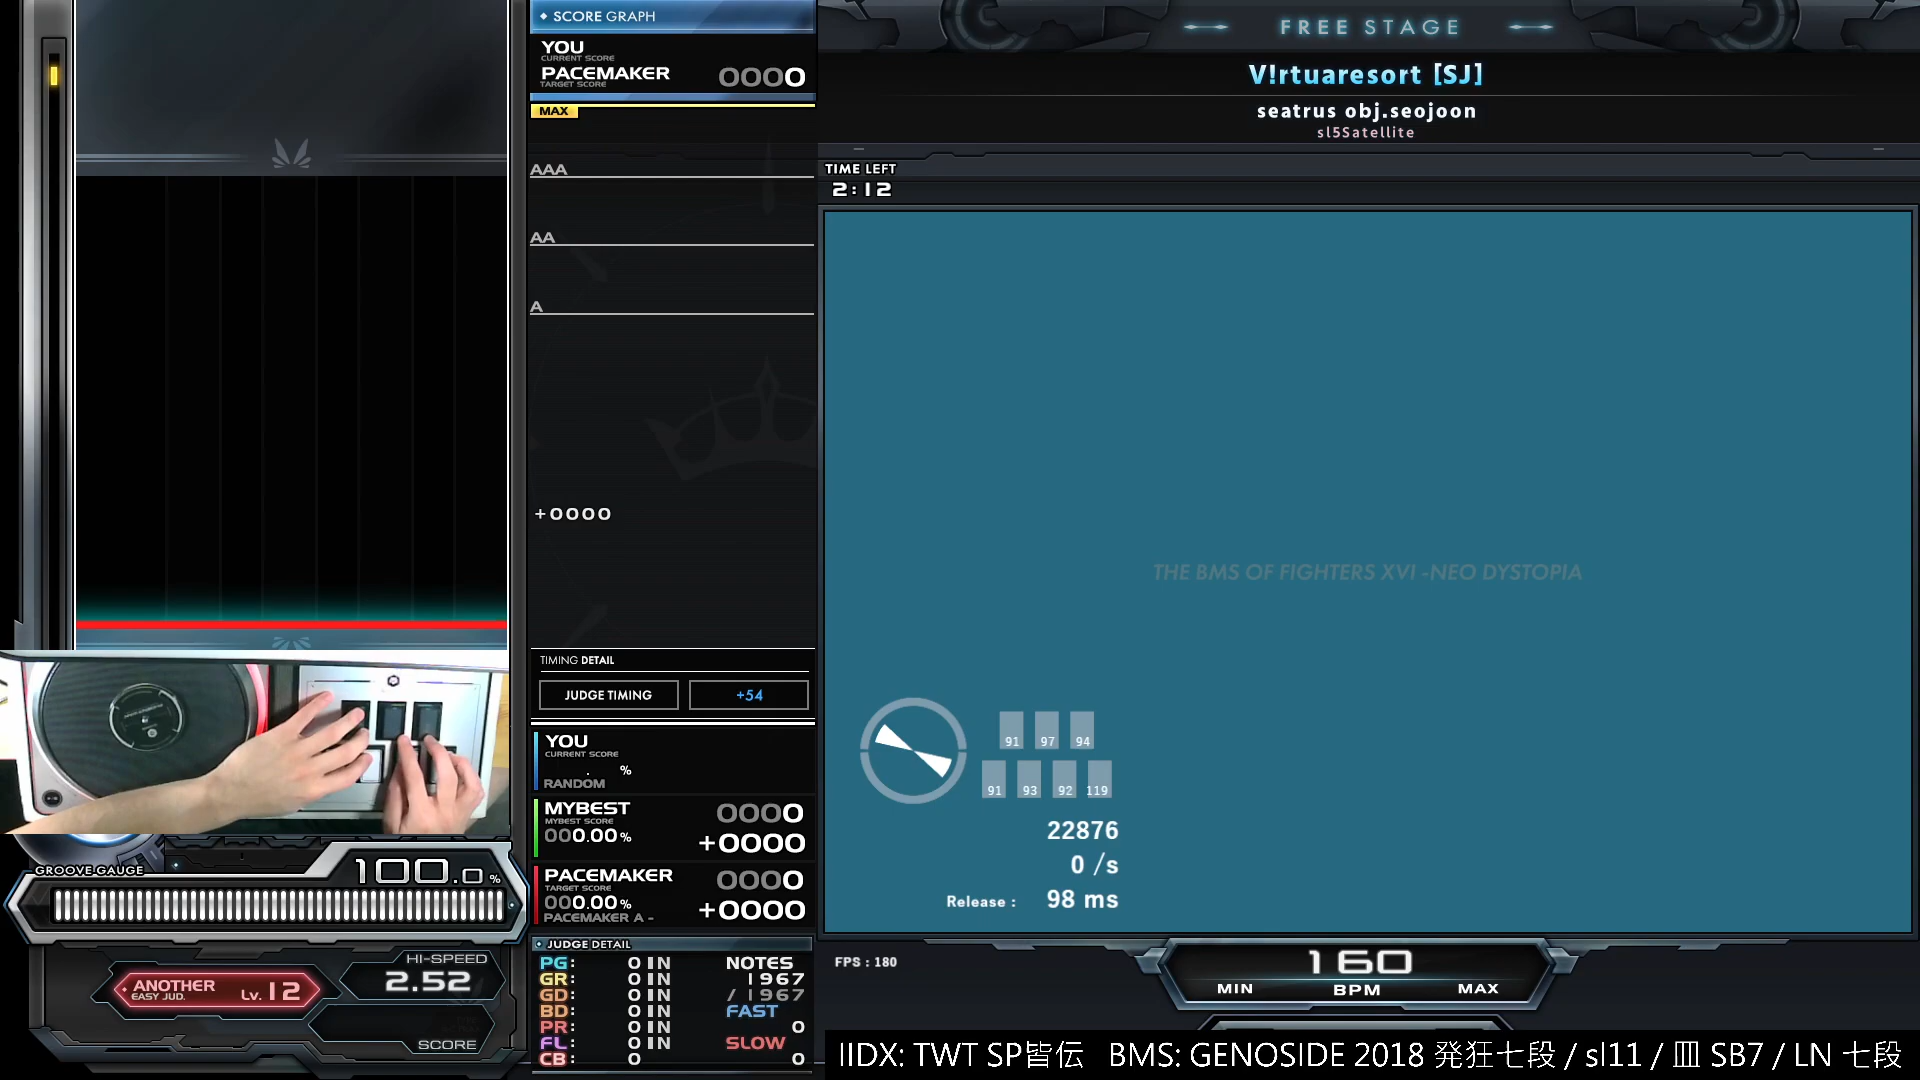 SCORE GRAPH
YOU
CURRENT SCORE
PACEMAKER 0000
TARGET SCORE
MAX
AAA
AA
A
+0000
TIMING DETAIL
JUDGE TIMING +54
YOU
CURRENT SCORE
. %
RANDOM
MYBEST 0000
MYBEST SCORE
000.00 % +0000
PACEMAKER 0000
TARGET SCORE
000.00 % +0000
PACEMAKER A -
JUDGE DETAIL
PG: 0 IN NOTES
GR: 0 IN 1967
GD: 0 IN / 1967
BD: 0 IN FAST
PR: 0 IN 0
FL: 0 IN SLOW
CB: 0 0
GROOVE GAUGE 100.0 %
ANOTHER
EASY JUD. Lv. 12
HI-SPEED
2.52
SCORE
FREE STAGE
V!rtuaresort [SJ]
seatrus obj.seojoon
sl5Satellite
TIME LEFT
2:12
THE BMS OF FIGHTERS XVI -NEO DYSTOPIA
91 97 94
91 93 92 119
22876
0 /s
Release : 98 ms
FPS : 180
160
MIN BPM MAX
IIDX: TWT SP皆伝 BMS: GENOSIDE 2018 発狂七段 / sl11 / 皿 SB7 / LN 七段